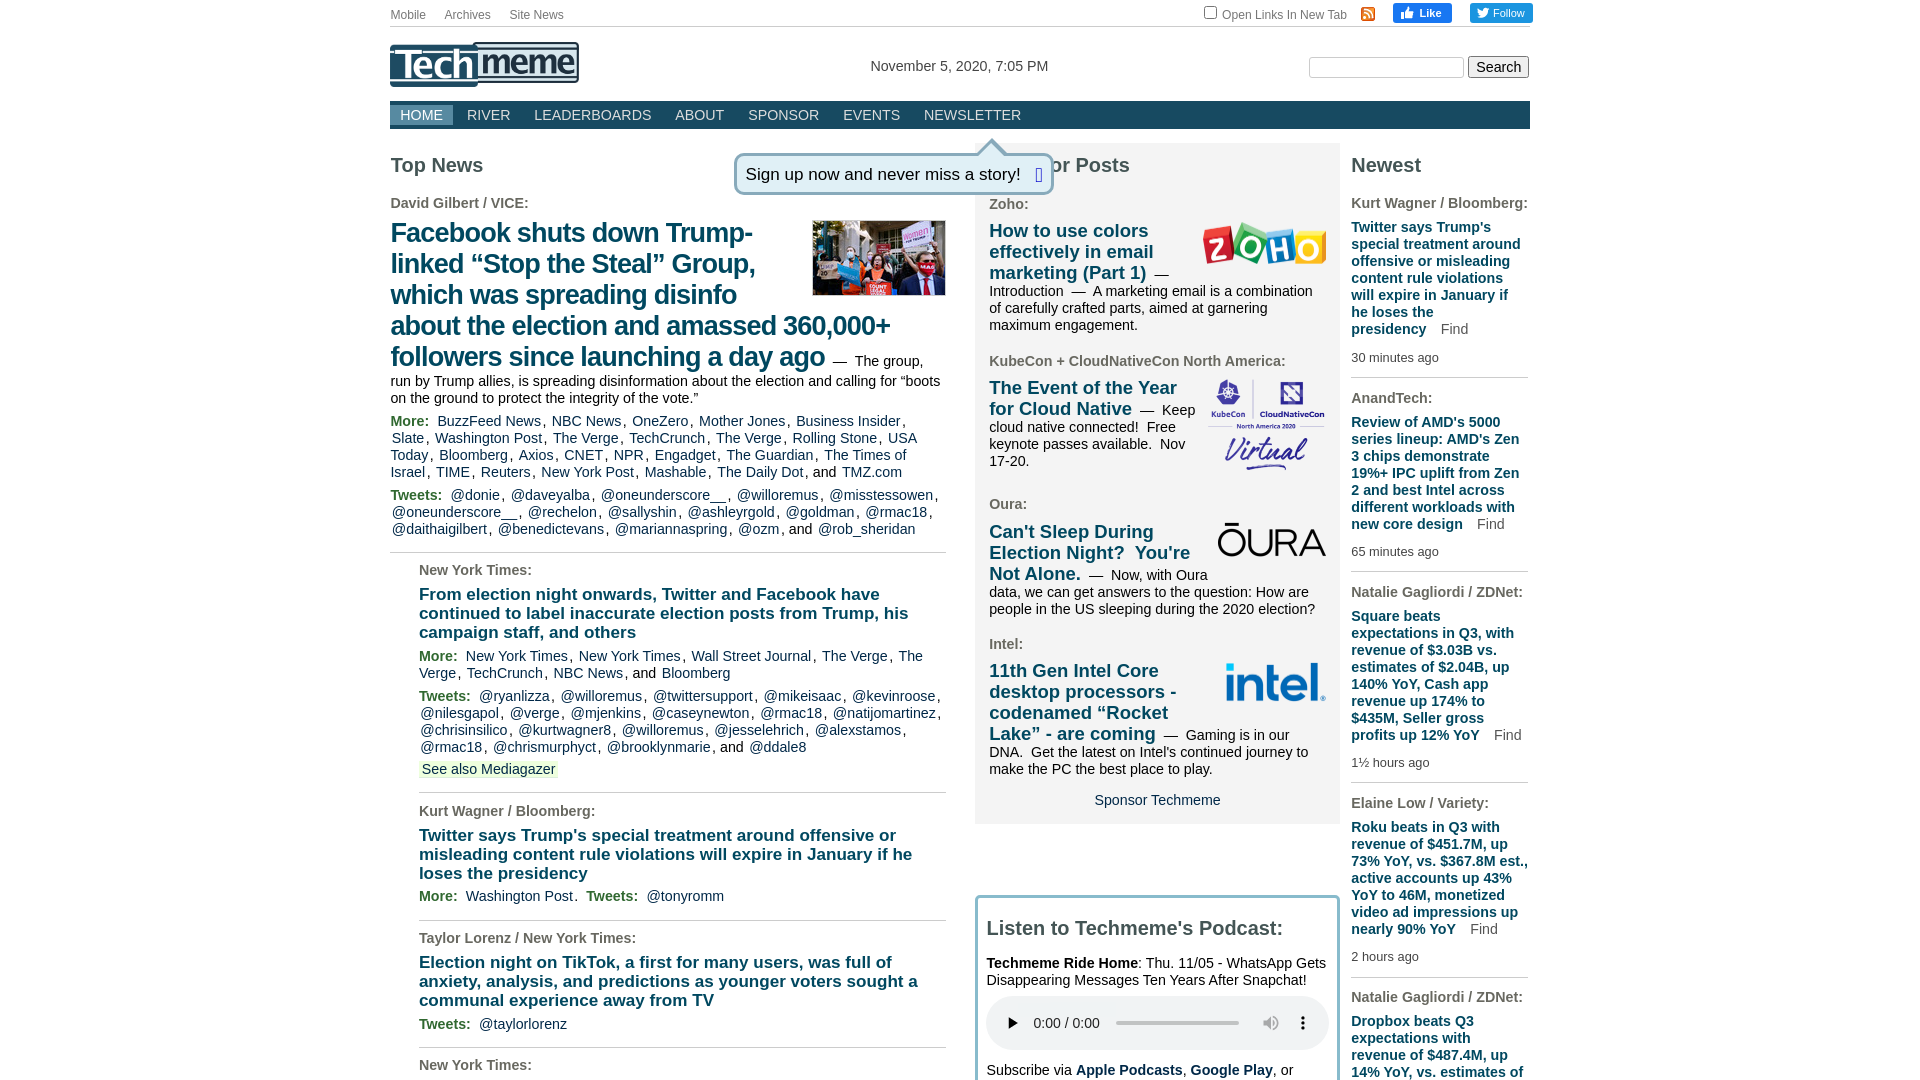 Mobile Archives Site News
Open Links In New Tab
Like
Follow
Techmeme
November 5, 2020, 7:05 PM
Search
HOME RIVER LEADERBOARDS ABOUT SPONSOR EVENTS NEWSLETTER
Sign up now and never miss a story!
Top News
David Gilbert / VICE:
Facebook shuts down Trump-
linked “Stop the Steal” Group,
which was spreading disinfo
about the election and amassed 360,000+
followers since launching a day ago — The group,
run by Trump allies, is spreading disinformation about the election and calling for “boots
on the ground to protect the integrity of the vote.”
More: BuzzFeed News, NBC News, OneZero, Mother Jones, Business Insider,
Slate, Washington Post, The Verge, TechCrunch, The Verge, Rolling Stone, USA
Today, Bloomberg, Axios, CNET, NPR, Engadget, The Guardian, The Times of
Israel, TIME, Reuters, New York Post, Mashable, The Daily Dot, and TMZ.com
Tweets: @donie, @daveyalba, @oneunderscore__, @willoremus, @misstessowen,
@oneunderscore__, @rechelon, @sallyshin, @ashleyrgold, @goldman, @rmac18,
@daithaigilbert, @benedictevans, @mariannaspring, @ozm, and @rob_sheridan
New York Times:
From election night onwards, Twitter and Facebook have
continued to label inaccurate election posts from Trump, his
campaign staff, and others
More: New York Times, New York Times, Wall Street Journal, The Verge, The
Verge, TechCrunch, NBC News, and Bloomberg
Tweets: @ryanlizza, @willoremus, @twittersupport, @mikeisaac, @kevinroose,
@nilesgapol, @verge, @mjenkins, @caseynewton, @rmac18, @natijomartinez,
@chrisinsilico, @kurtwagner8, @willoremus, @jesselehrich, @alexstamos,
@rmac18, @chrismurphyct, @brooklynmarie, and @ddale8
See also Mediagazer
Kurt Wagner / Bloomberg:
Twitter says Trump's special treatment around offensive or
misleading content rule violations will expire in January if he
loses the presidency
More: Washington Post. Tweets: @tonyromm
Taylor Lorenz / New York Times:
Election night on TikTok, a first for many users, was full of
anxiety, analysis, and predictions as younger voters sought a
communal experience away from TV
Tweets: @taylorlorenz
New York Times:
or Posts
Zoho:
How to use colors
effectively in email
marketing (Part 1) —
Introduction — A marketing email is a combination
of carefully crafted parts, aimed at garnering
maximum engagement.
ZOHO
KubeCon + CloudNativeCon North America:
The Event of the Year
for Cloud Native — Keep
cloud native connected! Free
keynote passes available. Nov
17-20.
KubeCon CloudNativeCon
North America 2020
Virtual
Oura:
Can't Sleep During
Election Night? You're
Not Alone. — Now, with Oura
data, we can get answers to the question: How are
people in the US sleeping during the 2020 election?
ŌURA
Intel:
11th Gen Intel Core
desktop processors -
codenamed “Rocket
Lake” - are coming — Gaming is in our
DNA. Get the latest on Intel's continued journey to
make the PC the best place to play.
intel
Sponsor Techmeme
Listen to Techmeme's Podcast:
Techmeme Ride Home: Thu. 11/05 - WhatsApp Gets
Disappearing Messages Ten Years After Snapchat!
0:00 / 0:00
Subscribe via Apple Podcasts, Google Play, or
Newest
Kurt Wagner / Bloomberg:
Twitter says Trump's
special treatment around
offensive or misleading
content rule violations
will expire in January if
he loses the
presidency Find
30 minutes ago
AnandTech:
Review of AMD's 5000
series lineup: AMD's Zen
3 chips demonstrate
19%+ IPC uplift from Zen
2 and best Intel across
different workloads with
new core design Find
65 minutes ago
Natalie Gagliordi / ZDNet:
Square beats
expectations in Q3, with
revenue of $3.03B vs.
estimates of $2.04B, up
140% YoY, Cash app
revenue up 174% to
$435M, Seller gross
profits up 12% YoY Find
1½ hours ago
Elaine Low / Variety:
Roku beats in Q3 with
revenue of $451.7M, up
73% YoY, vs. $367.8M est.,
active accounts up 43%
YoY to 46M, monetized
video ad impressions up
nearly 90% YoY Find
2 hours ago
Natalie Gagliordi / ZDNet:
Dropbox beats Q3
expectations with
revenue of $487.4M, up
14% YoY, vs. estimates of